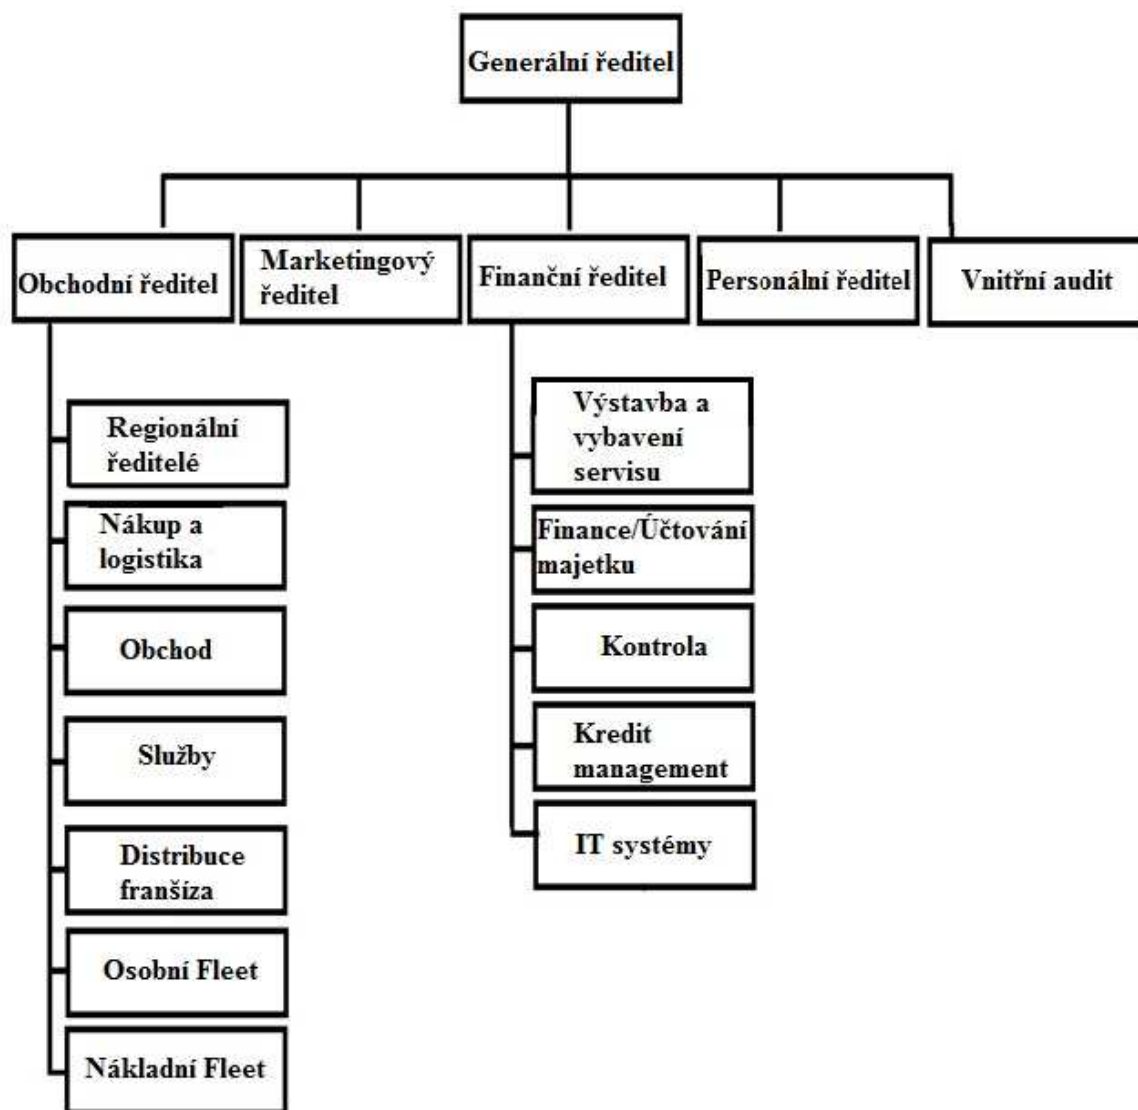 Generální ředitel
Obchodní ředitel
Marketingový
ředitel
Finanční ředitel
Personální ředitel
Vnitřní audit
Regionální
ředitelé
Nákup a
logistika
Obchod
Služby
Distribuce
franšíza
Osobní Fleet
Nákladní Fleet
Výstavba a
vybavení
servisu
Finance/Účtování
majetku
Kontrola
Kredit
management
IT systémy